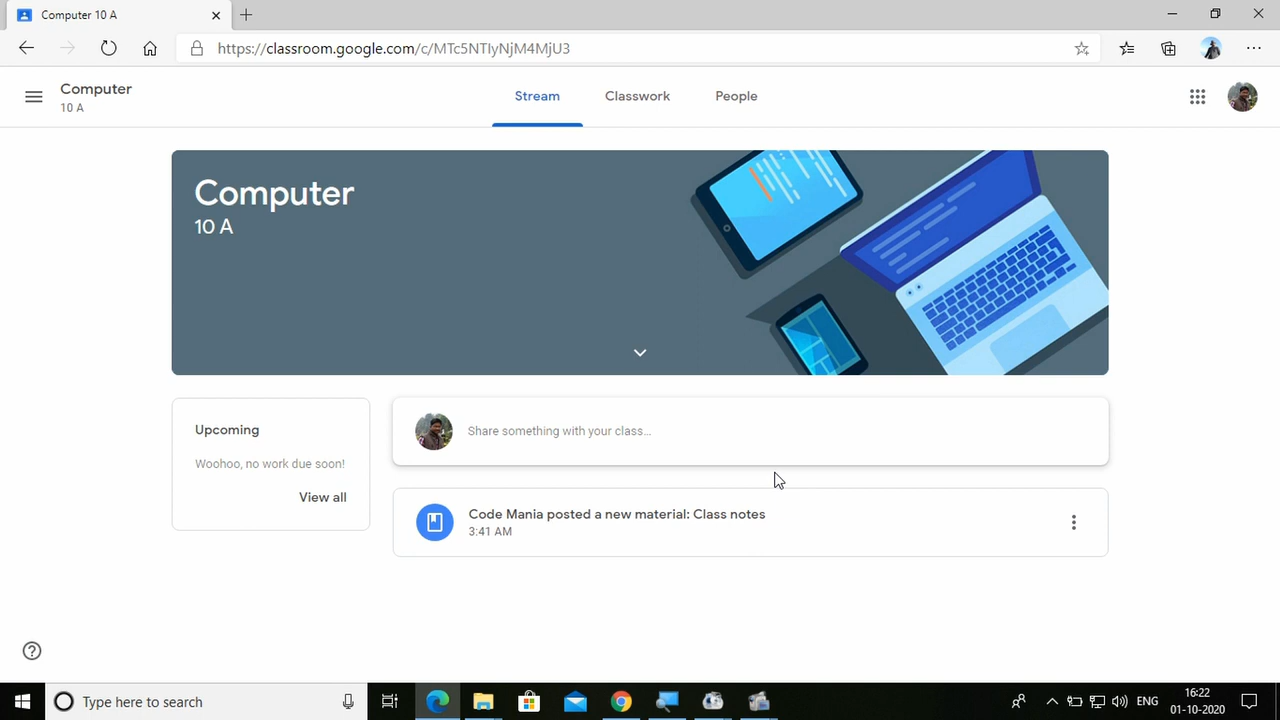 Computer 10 A
https://classroom.google.com/c/MTc5NTIyNjM4MjU3
Computer
10 A
Stream
Classwork
People
Computer
10 A
Upcoming
Woohoo, no work due soon!
View all
Share something with your class...
Code Mania posted a new material: Class notes
3:41 AM
Type here to search
ENG
16:22
01-10-2020